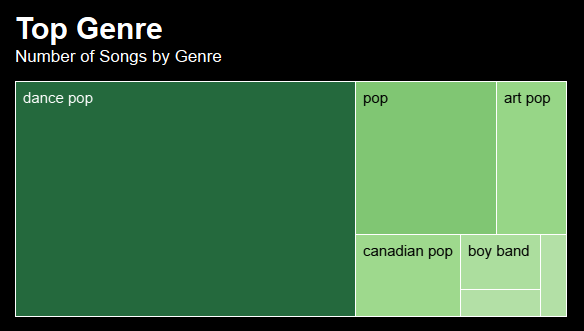 Top Genre
Number of Songs by Genre
dance pop
pop
art pop
canadian pop
boy band